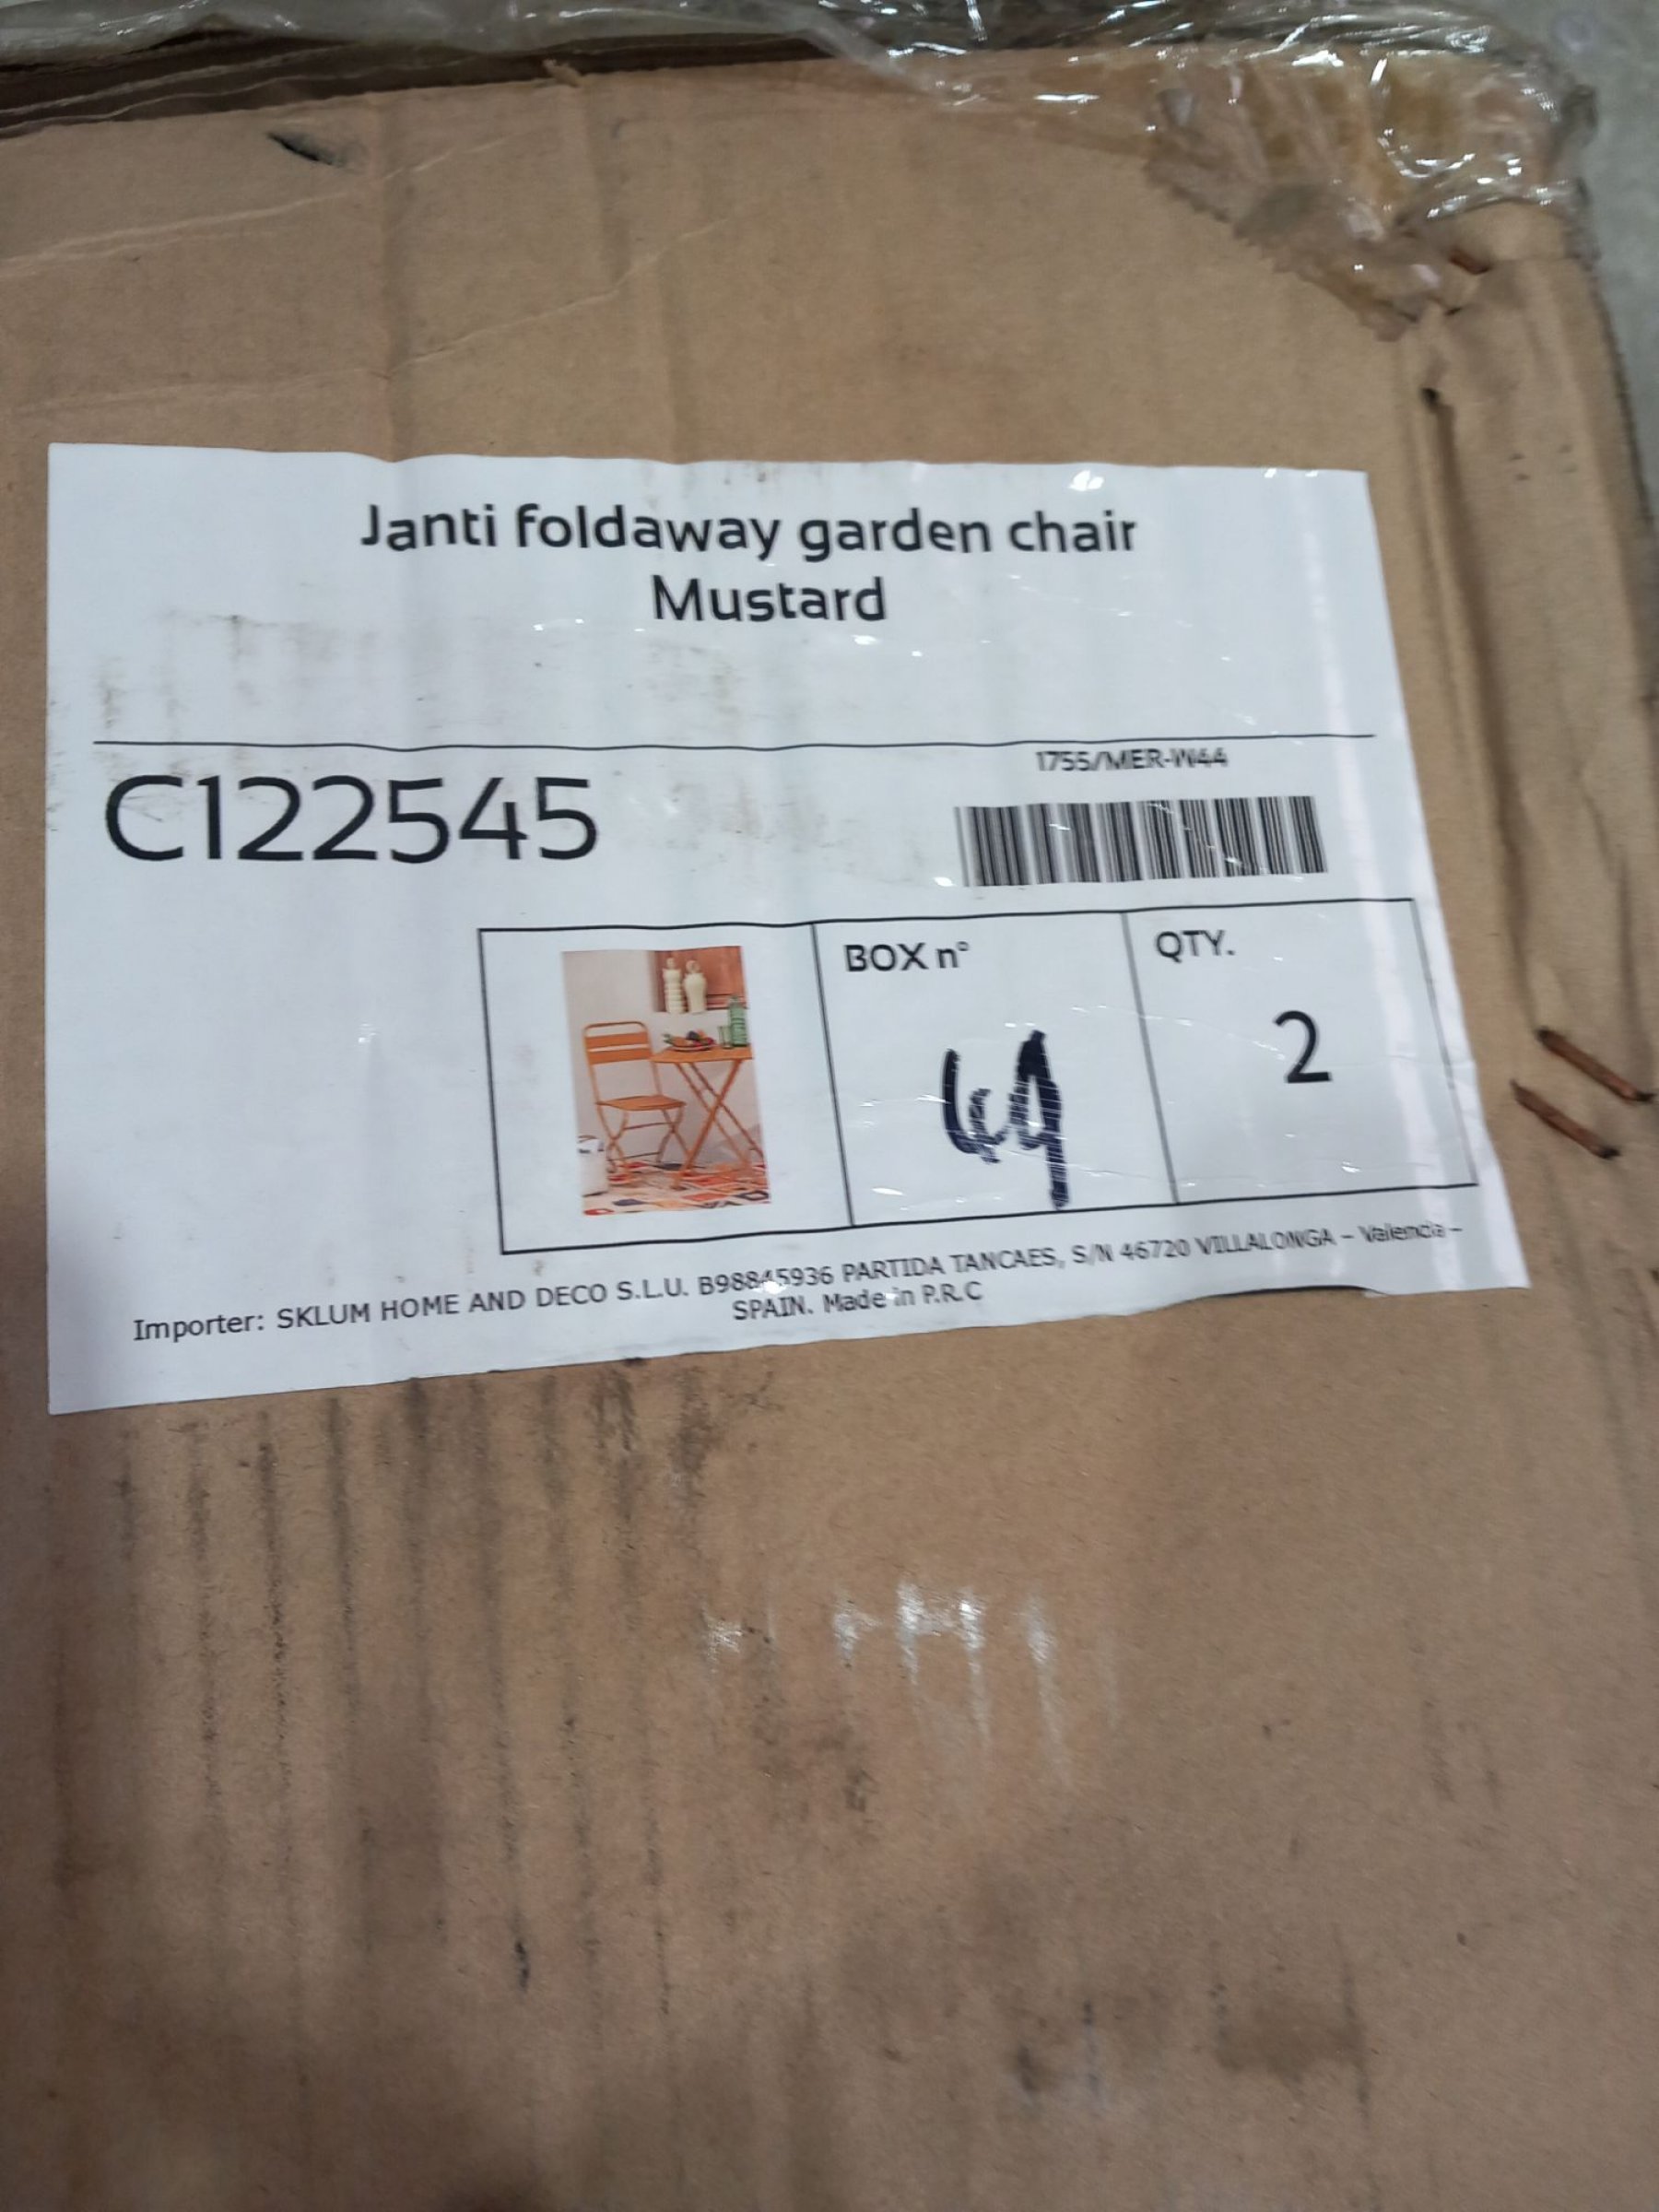 Janti foldaway garden chair
Mustard
1755/MER-W44
C122545
BOX n°
QTY.
49
2
Importer: SKLUM HOME AND DECO S.L.U. B98845936 PARTIDA TANCAES, S/N 46720 VILLALONGA – Valencia –
SPAIN. Made in P.R.C